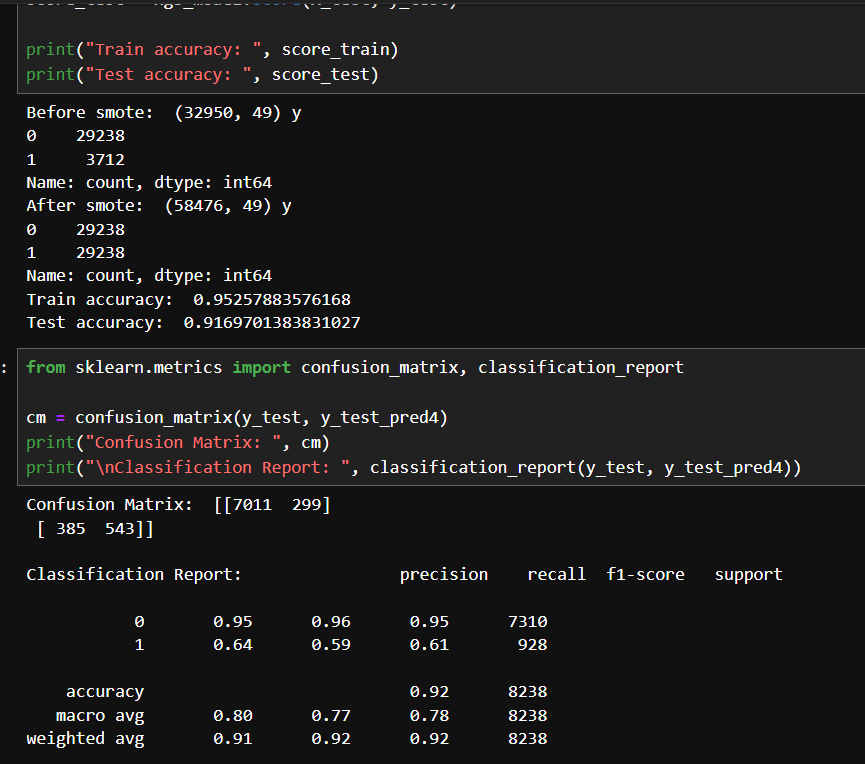 print("Train accuracy: ", score_train)
print("Test accuracy: ", score_test)
Before smote:  (32950, 49) y
0    29238
1     3712
Name: count, dtype: int64
After smote:  (58476, 49) y
0    29238
1    29238
Name: count, dtype: int64
Train accuracy:  0.95257883576168
Test accuracy:  0.9169701383831027
: from sklearn.metrics import confusion_matrix, classification_report
cm = confusion_matrix(y_test, y_test_pred4)
print("Confusion Matrix: ", cm)
print("\nClassification Report: ", classification_report(y_test, y_test_pred4))
Confusion Matrix:  [[7011  299]
 [ 385  543]]
Classification Report:                precision    recall  f1-score   support
           0       0.95      0.96      0.95      7310
           1       0.64      0.59      0.61       928
    accuracy                           0.92      8238
   macro avg       0.80      0.77      0.78      8238
weighted avg       0.91      0.92      0.92      8238